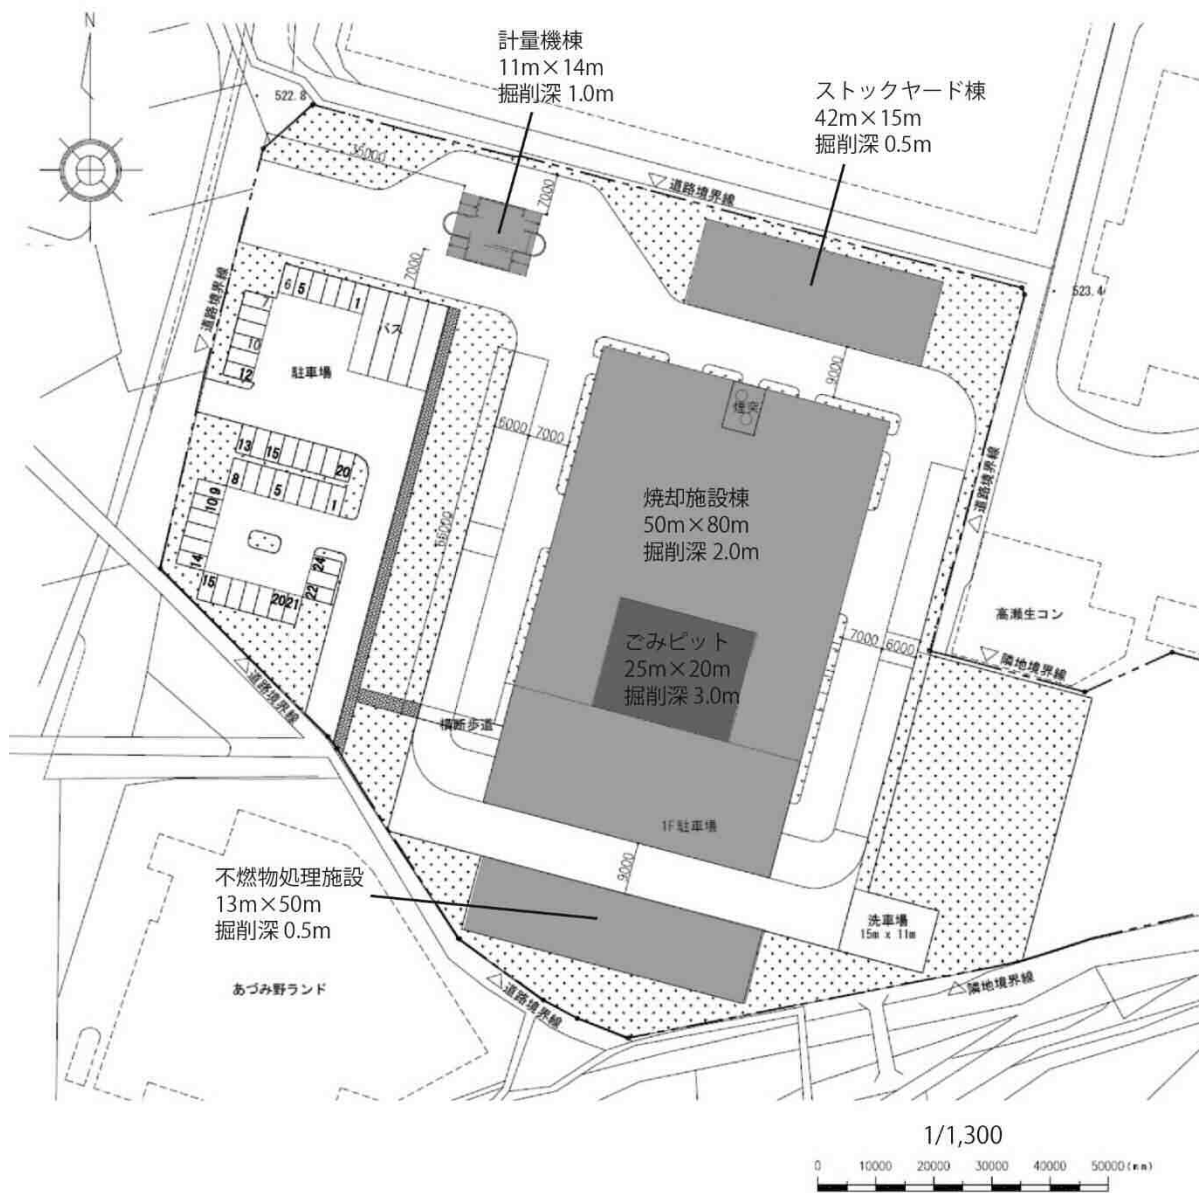 N
計量機棟
11m×14m
掘削深 1.0m
ストックヤード棟
42m×15m
掘削深 0.5m
522.8
35000
7000
道路境界線
523.4
道路境界線
7000
6
5
1
バス
7
10
12
駐車場
9000
煙突
6000
7000
13
15
20
8
5
1
9
10
14
15
20
21
22
24
66000
焼却施設棟
50m×80m
掘削深 2.0m
道路境界線
高瀬生コン
ごみピット
25m×20m
掘削深 3.0m
7000
6000
隣地境界線
道路境界線
横断歩道
1F駐車場
9000
不燃物処理施設
13m×50m
掘削深 0.5m
洗車場
15m x 11m
あづみ野ランド
道路境界線
隣地境界線
1/1,300
0 10000 20000 30000 40000 50000(mm)